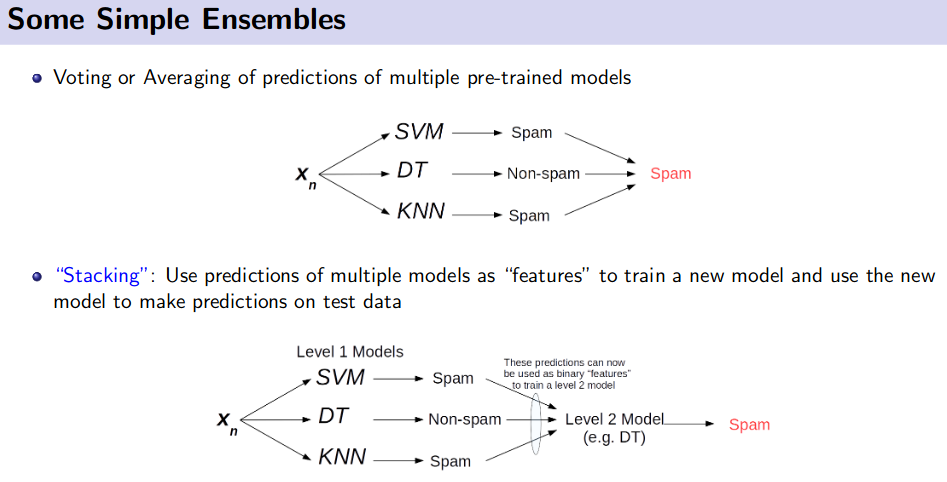 Some Simple Ensembles
Voting or Averaging of predictions of multiple pre-trained models
SVM
Spam
xn
DT
Non-spam
Spam
KNN
Spam
“Stacking”: Use predictions of multiple models as “features” to train a new model and use the new
model to make predictions on test data
Level 1 Models
These predictions can now
be used as binary “features”
to train a level 2 model
SVM
Spam
xn
DT
Non-spam
Level 2 Model
(e.g. DT)
Spam
KNN
Spam